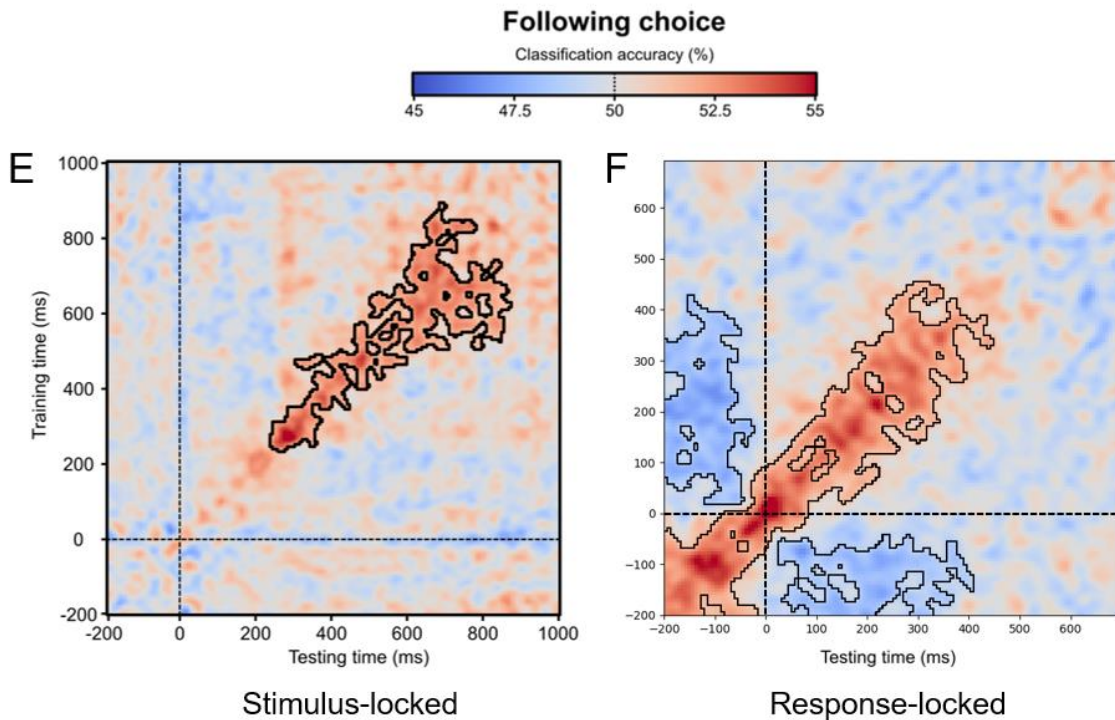 Following choice
Classification accuracy (%)
45 47.5 50 52.5 55
E
1000
800
600
400
200
0
-200
Training time (ms)
-200 0 200 400 600 800 1000
Testing time (ms)
Stimulus-locked
F
600
500
400
300
200
100
0
-100
-200
-200 -100 0 100 200 300 400 500 600
Testing time (ms)
Response-locked